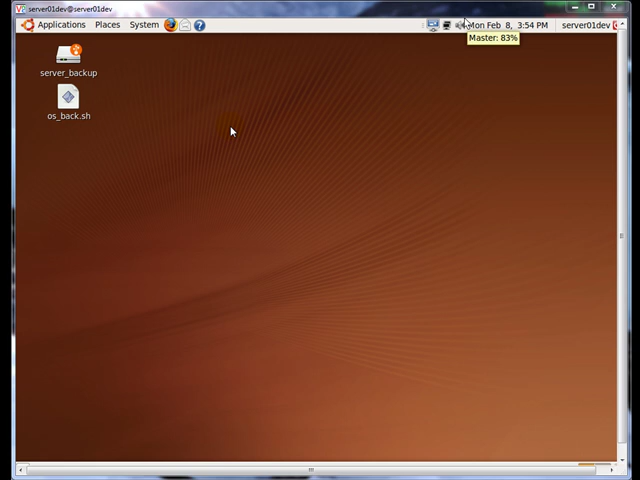 server01dev@server01dev
Applications Places System
Mon Feb 8, 3:54 PM server01dev
Master: 83%
server_backup
os_back.sh